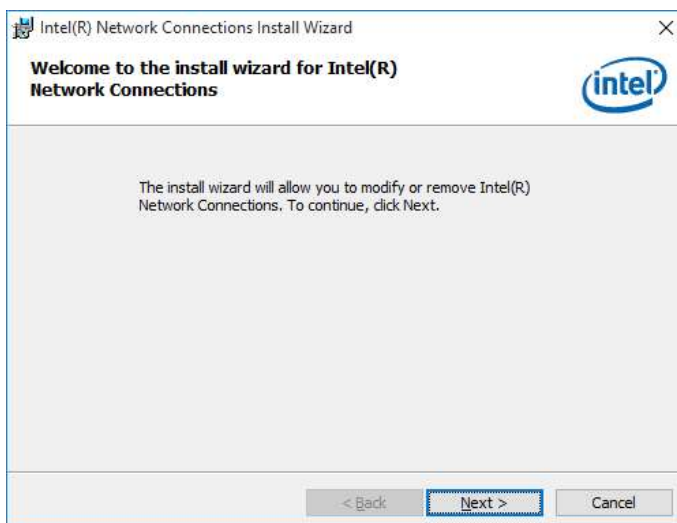 Intel(R) Network Connections Install Wizard
Welcome to the install wizard for Intel(R)
Network Connections
intel
The install wizard will allow you to modify or remove Intel(R)
Network Connections. To continue, click Next.
< Back
Next >
Cancel